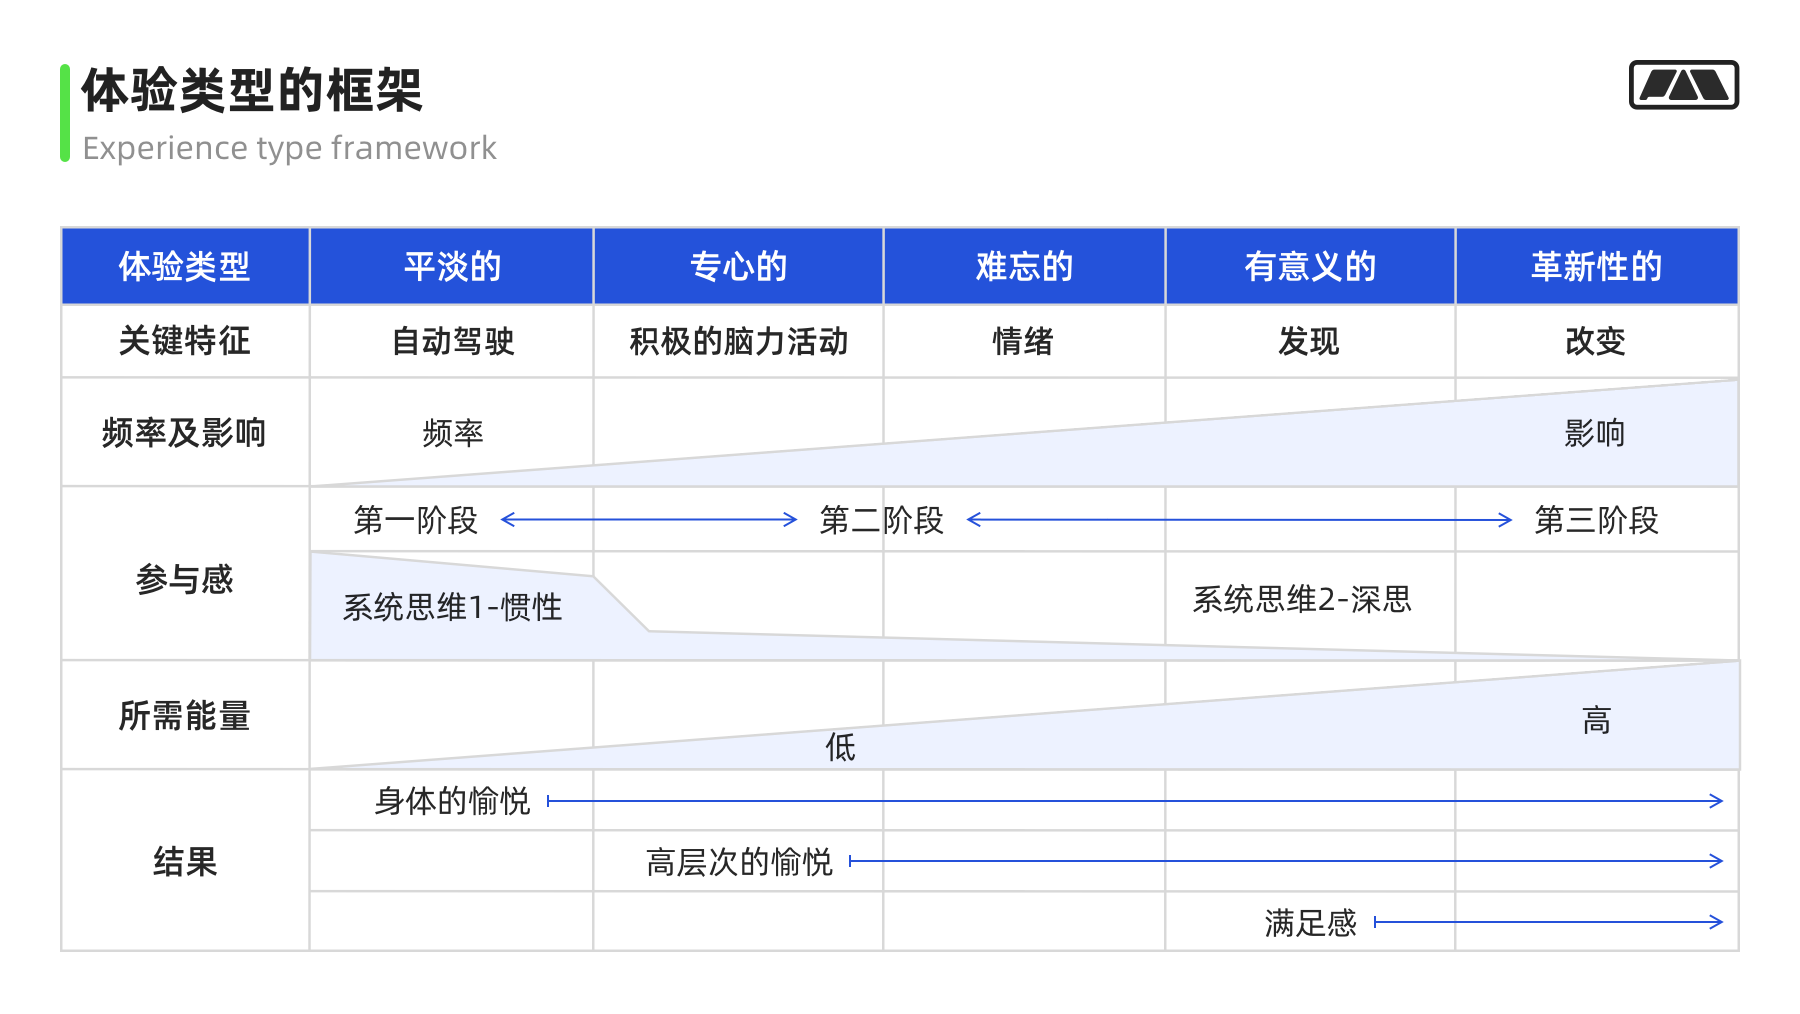 体验类型的框架
Experience type framework
体验类型 平淡的 专心的 难忘的 有意义的 革新性的
关键特征 自动驾驶 积极的脑力活动 情绪 发现 改变
频率及影响 频率 影响
参与感
第一阶段 第二阶段 第三阶段
系统思维1-惯性 系统思维2-深思
所需能量 低 高
结果
身体的愉悦
高层次的愉悦
满足感